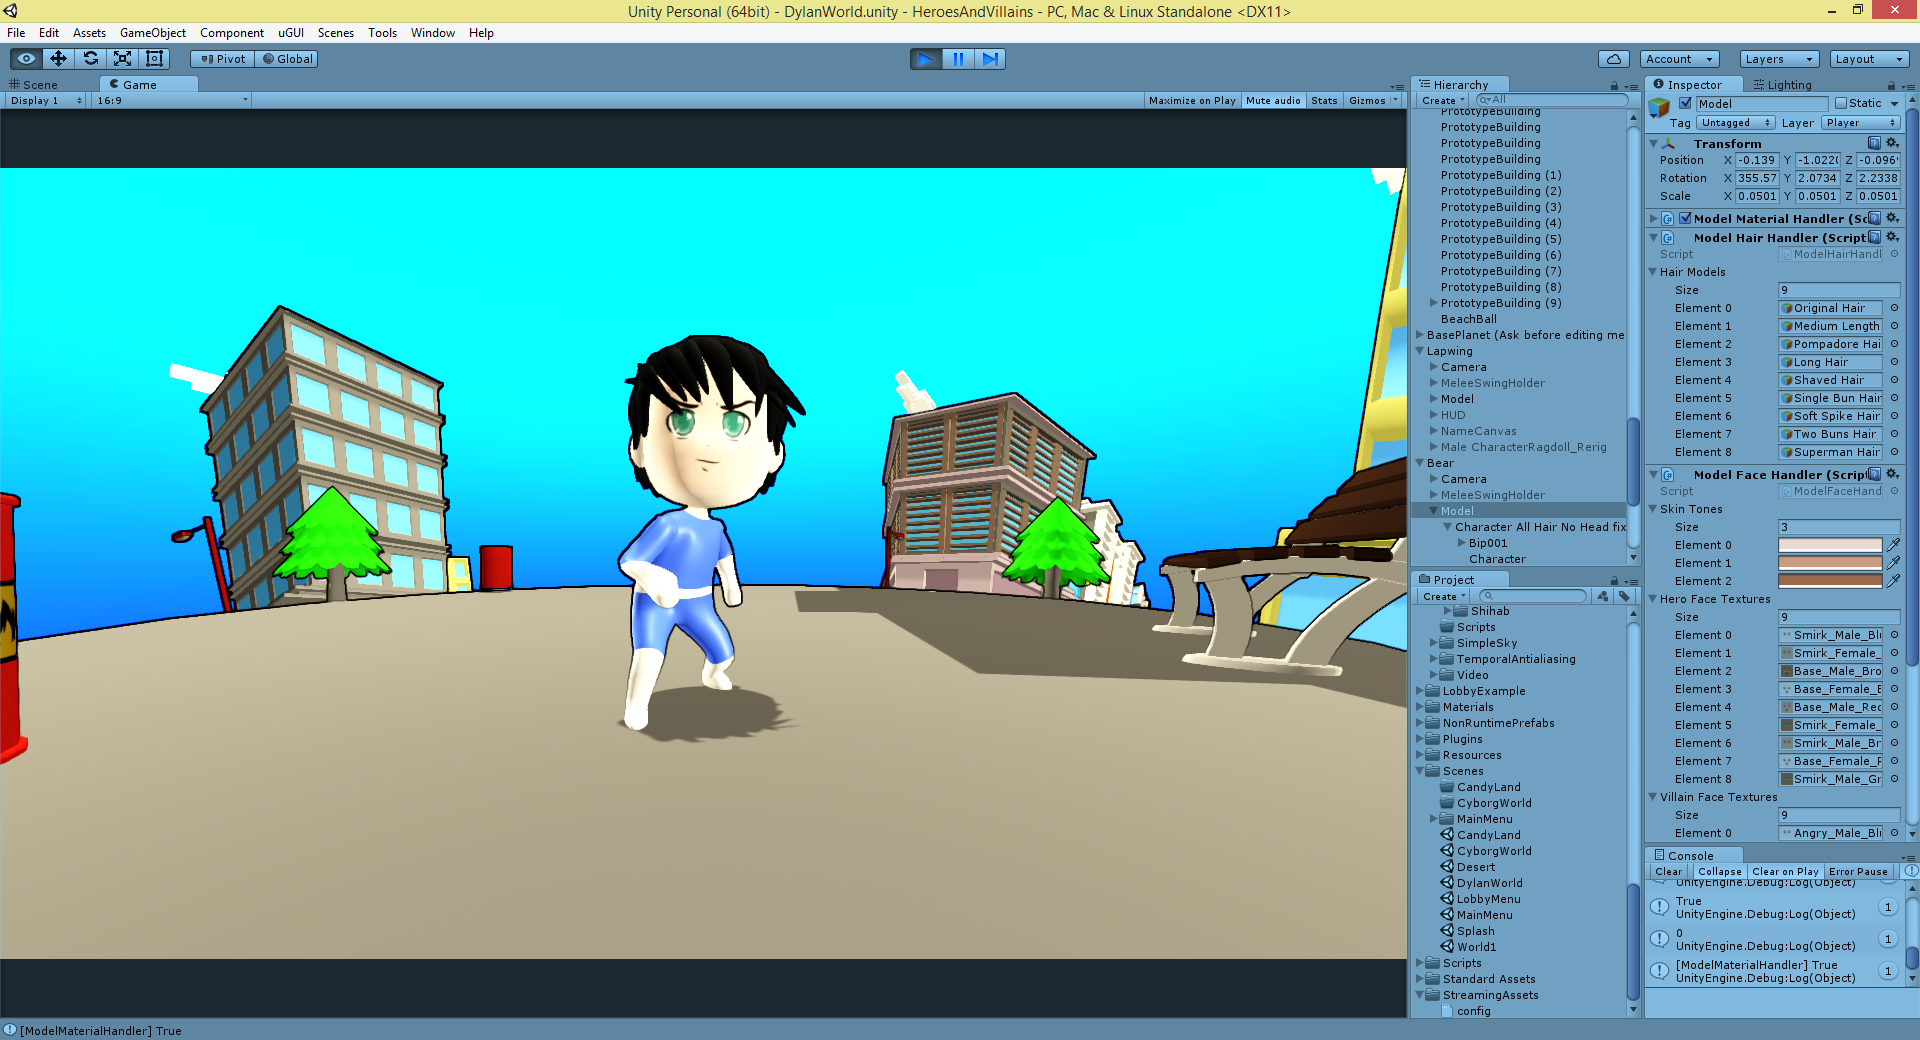 Unity Personal (64bit) - DylanWorld.unity - HeroesAndVillains - PC, Mac & Linux Standalone <DX11>
File Edit Assets GameObject Component uGUI Scenes Tools Window Help
Pivot Global
Account Layers Layout
Scene Game
Display 1 16:9
Maximize on Play Mute audio Stats Gizmos
Hierarchy
Create All
PrototypeBuilding
PrototypeBuilding
PrototypeBuilding
PrototypeBuilding
PrototypeBuilding (1)
PrototypeBuilding (2)
PrototypeBuilding (3)
PrototypeBuilding (4)
PrototypeBuilding (5)
PrototypeBuilding (6)
PrototypeBuilding (7)
PrototypeBuilding (8)
PrototypeBuilding (9)
BeachBall
BasePlanet (Ask before editing me
Lapwing
Camera
MeleeSwingHolder
Model
HUD
NameCanvas
Male CharacterRagdoll_Rerig
Bear
Camera
MeleeSwingHolder
Model
Character All Hair No Head fix
Bip001
Character
Project
Create
Shihab
Scripts
SimpleSky
TemporalAntialiasing
Video
LobbyExample
Materials
NonRuntimePrefabs
Plugins
Resources
Scenes
CandyLand
CyborgWorld
MainMenu
CandyLand
CyborgWorld
Desert
DylanWorld
LobbyMenu
MainMenu
Splash
World1
Scripts
Standard Assets
StreamingAssets
config
Inspector Lighting
Model Static
Tag Untagged Layer Player
Transform
Position X -0.139 Y -1.022( Z -0.096
Rotation X 355.57 Y 2.0734 Z 2.2338
Scale X 0.0501 Y 0.0501 Z 0.0501
Model Material Handler (Sc
Model Hair Handler (Script
Script ModelHairHandl
Hair Models
Size 9
Element 0 Original Hair
Element 1 Medium Length
Element 2 Pompadore Hai
Element 3 Long Hair
Element 4 Shaved Hair
Element 5 Single Bun Hair
Element 6 Soft Spike Hair
Element 7 Two Buns Hair
Element 8 Superman Hair
Model Face Handler (Script
Script ModelFaceHand
Skin Tones
Size 3
Element 0
Element 1
Element 2
Hero Face Textures
Size 9
Element 0 Smirk_Male_Bl
Element 1 Smirk_Female_
Element 2 Base_Male_Bro
Element 3 Base_Female_E
Element 4 Base_Male_Rec
Element 5 Smirk_Female_
Element 6 Smirk_Male_Br
Element 7 Base_Female_F
Element 8 Smirk_Male_Gr
Villain Face Textures
Size 9
Element 0 Angry_Male_Bl
Console
Clear Collapse Clear on Play Error Pause
UnityEngine.Debug:Log(Object)
True
UnityEngine.Debug:Log(Object) 1
0
UnityEngine.Debug:Log(Object) 1
[ModelMaterialHandler] True
UnityEngine.Debug:Log(Object) 1
[ModelMaterialHandler] True